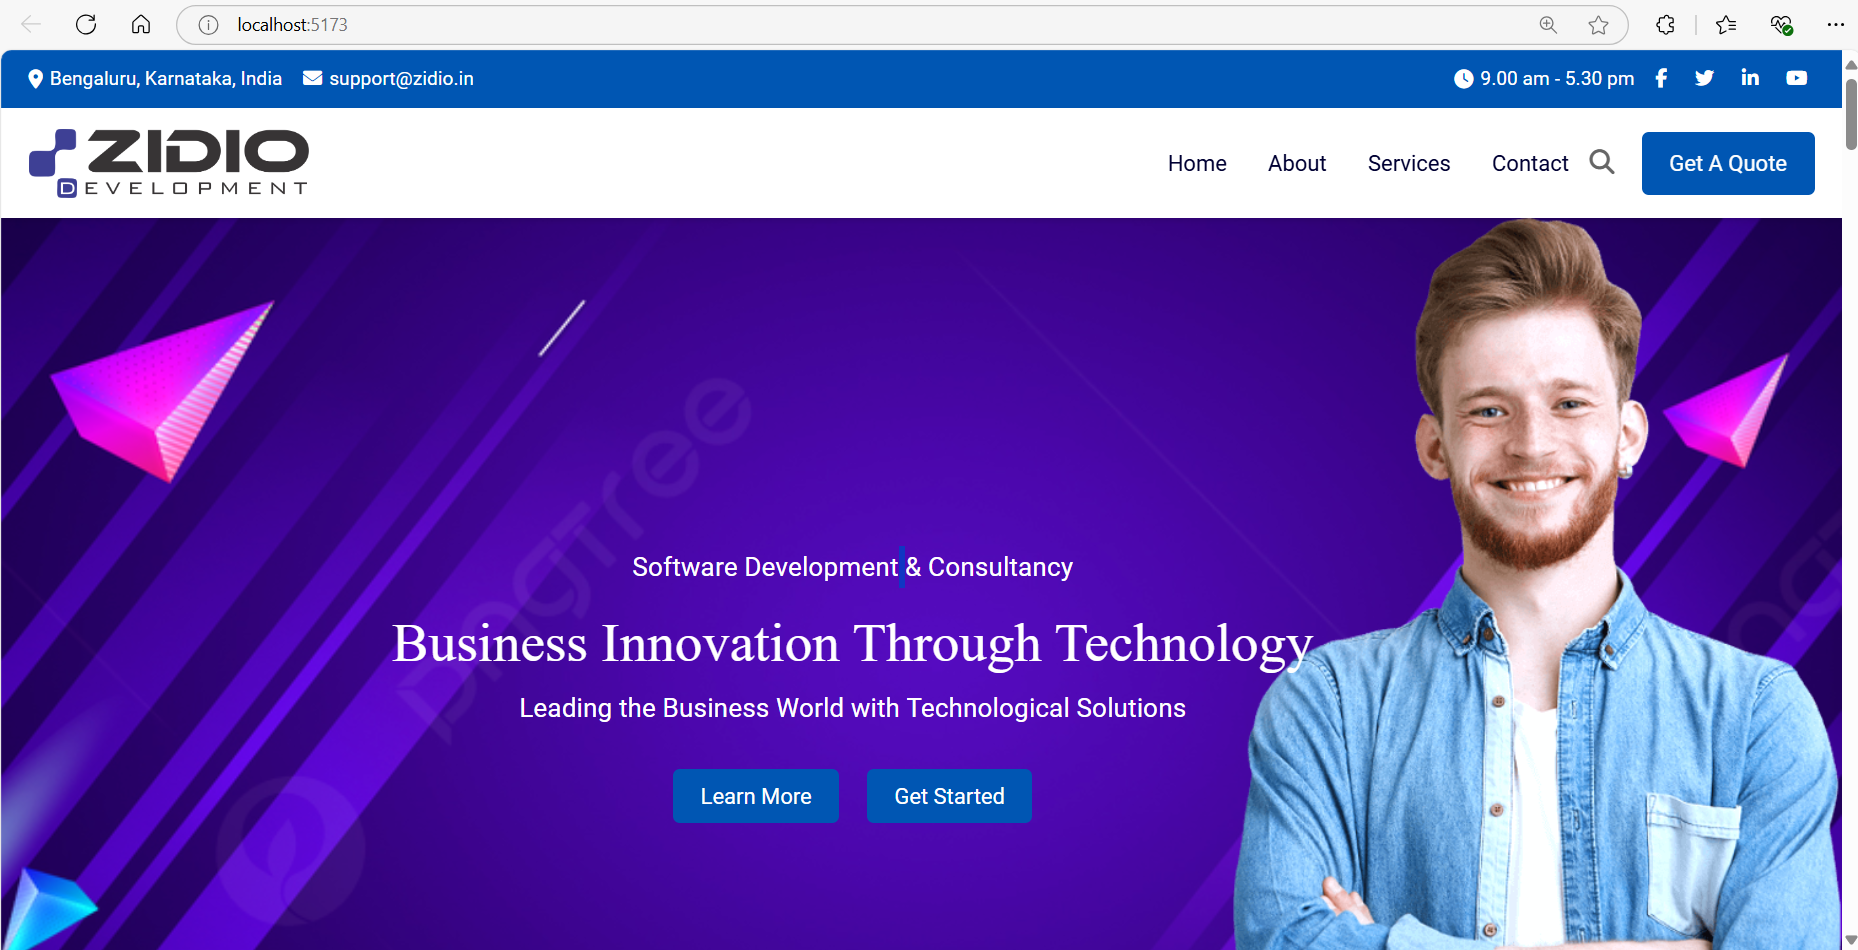 localhost:5173
Bengaluru, Karnataka, India support@zidio.in 9.00 am - 5.30 pm
ZIDIO
DEVELOPMENT
Home About Services Contact Get A Quote
pngtree
Software Development & Consultancy
Business Innovation Through Technology
Leading the Business World with Technological Solutions
Learn More Get Started